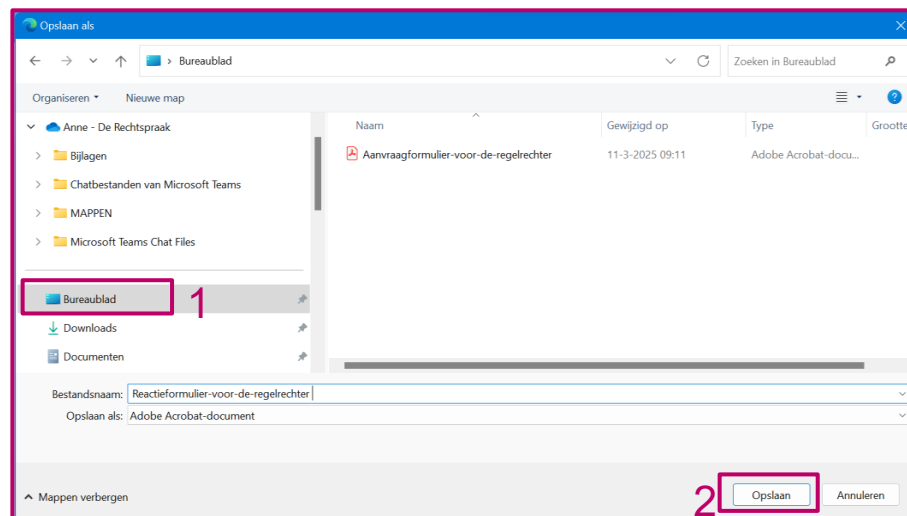 Opslaan als
Bureaublad
Zoeken in Bureaublad
Organiseren
Nieuwe map
Anne - De Rechtspraak
Bijlagen
Chatbestanden van Microsoft Teams
MAPPEN
Microsoft Teams Chat Files
Bureaublad 1
Downloads
Documenten
Naam Gewijzigd op Type Grootte
Aanvraagformulier-voor-de-regelrechter 11-3-2025 09:11 Adobe Acrobat-docu...
Bestandsnaam: Reactieformulier-voor-de-regelrechter
Opslaan als: Adobe Acrobat-document
Mappen verbergen
2 Opslaan Annuleren